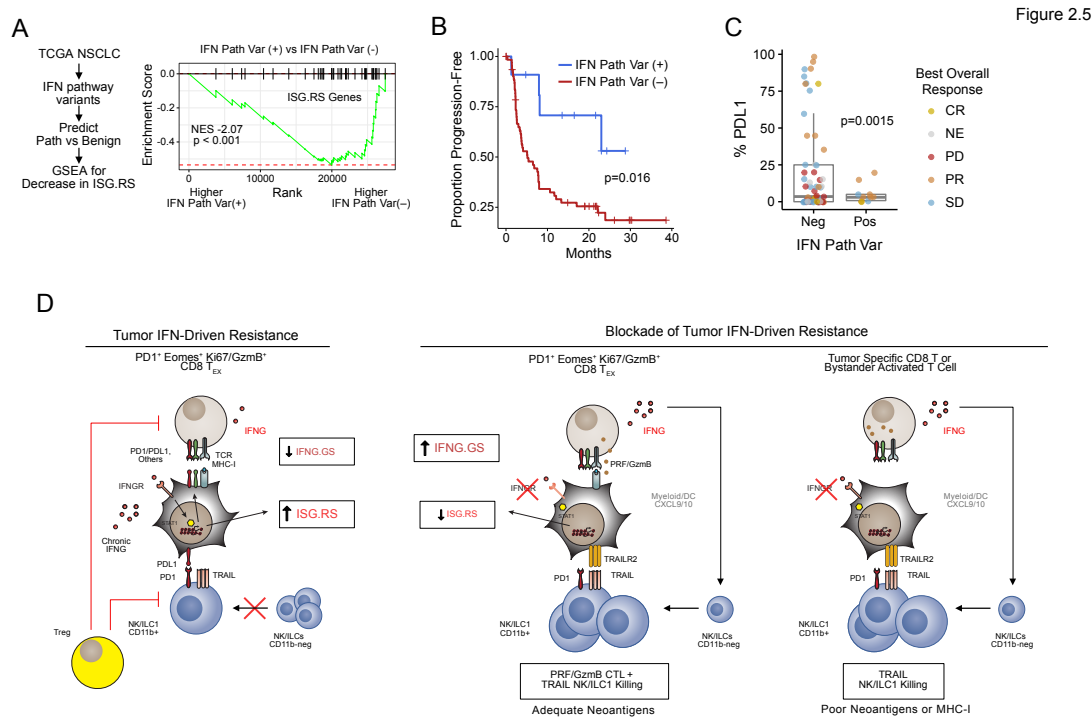 Figure 2.5
A
TCGA NSCLC
IFN pathway
variants
Predict
Path vs Benign
GSEA for
Decrease in ISG.RS
IFN Path Var (+) vs IFN Path Var (-)
Enrichment Score
0.0
-0.2
-0.4
ISG.RS Genes
NES -2.07
p < 0.001
0
10000
20000
Rank
Higher
IFN Path Var(+)
Higher
IFN Path Var(–)
B
Proportion Progression-Free
1.00
0.75
0.50
0.25
IFN Path Var (+)
IFN Path Var (–)
p=0.016
0
10
20
30
40
Months
C
% PDL1
100
75
50
25
0
p=0.0015
Neg
Pos
IFN Path Var
Best Overall
Response
CR
NE
PD
PR
SD
D
Tumor IFN-Driven Resistance
PD1⁺ Eomes⁺ Ki67/GzmB⁺
CD8 T_EX
IFNG
PD1/PDL1,
Others
TCR
MHC-I
IFNGR
STAT1
Chronic
IFNG
PDL1
PD1
TRAIL
↓ IFNG.GS
↑ ISG.RS
Treg
NK/ILC1
CD11b+
NK/ILCs
CD11b-neg
Blockade of Tumor IFN-Driven Resistance
PD1⁺ Eomes⁺ Ki67/GzmB⁺
CD8 T_EX
IFNG
↑ IFNG.GS
PRF/GzmB
IFNGR
↓ ISG.RS
STAT1
Myeloid/DC
CXCL9/10
TRAILR2
PD1
TRAIL
NK/ILC1
CD11b+
NK/ILCs
CD11b-neg
PRF/GzmB CTL +
TRAIL NK/ILC1 Killing
Adequate Neoantigens
Tumor Specific CD8 T or
Bystander Activated T Cell
IFNG
IFNGR
STAT1
Myeloid/DC
CXCL9/10
TRAILR2
PD1
TRAIL
NK/ILC1
CD11b+
NK/ILCs
CD11b-neg
TRAIL
NK/ILC1 Killing
Poor Neoantigens or MHC-I